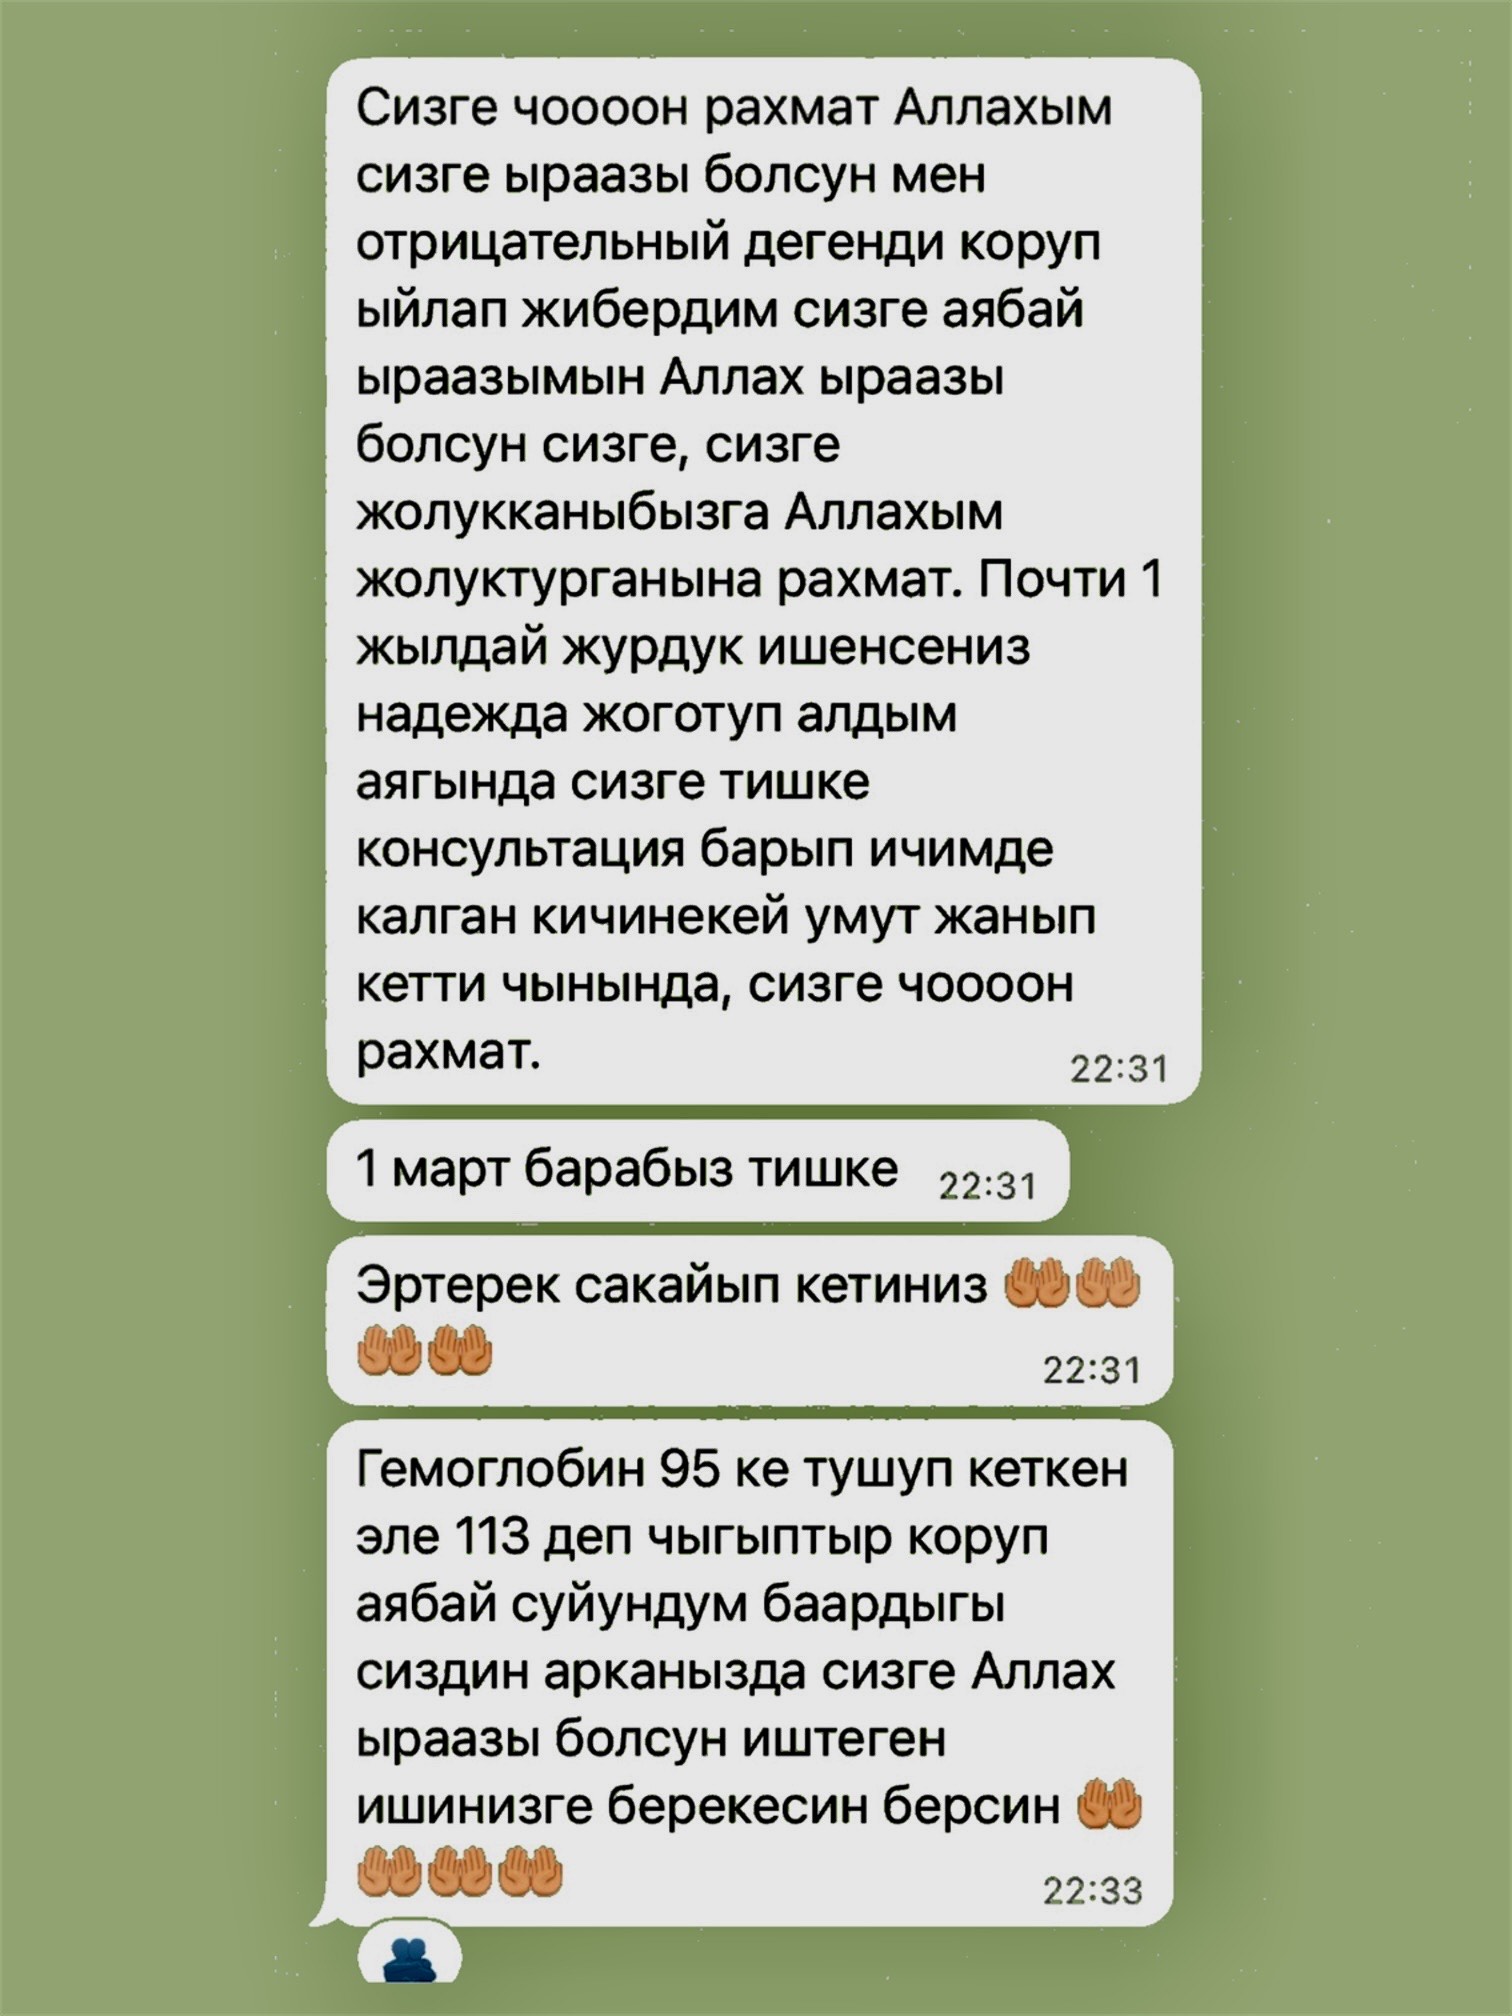 Сизге чоооон рахмат Аллахым
сизге ыраазы болсун мен
отрицательный дегенди коруп
ыйлап жибердим сизге аябай
ыраазымын Аллах ыраазы
болсун сизге, сизге
жолукканыбызга Аллахым
жолуктурганына рахмат. Почти 1
жылдай журдук ишенсениз
надежда жоготуп алдым
аягында сизге тишке
консультация барып ичимде
калган кичинекей умут жанып
кетти чынында, сизге чоооон
рахмат.
22:31
1 март барабыз тишке 22:31
Эртерек сакайып кетиниз 🤲🏽🤲🏽
🤲🏽🤲🏽 22:31
Гемоглобин 95 ке тушуп кеткен
эле 113 деп чыгыптыр коруп
аябай суйундум баардыгы
сиздин арканызда сизге Аллах
ыраазы болсун иштеген
ишинизге берекесин берсин 🤲🏽
🤲🏽🤲🏽🤲🏽 22:33